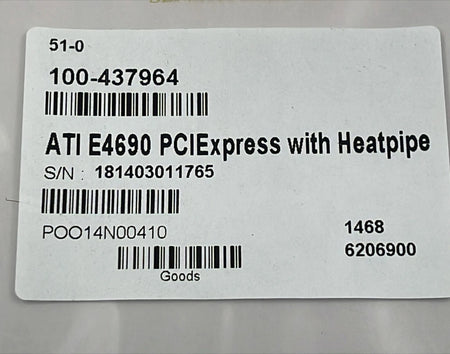 51-0
100-437964
ATI E4690 PCIExpress with Heatpipe
S/N : 181403011765
POO14N00410
1468
6206900
Goods